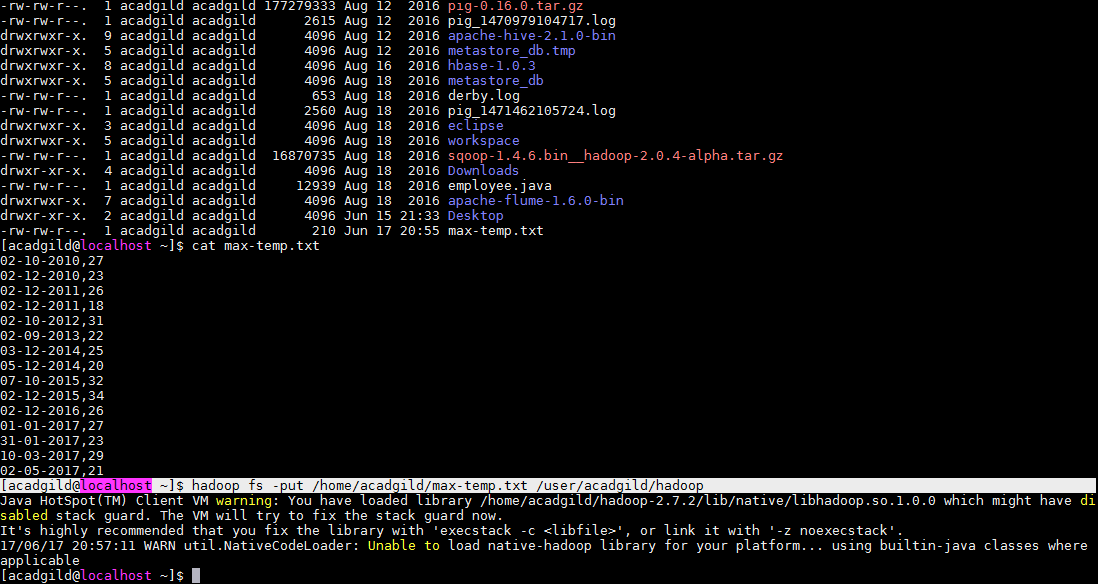 -rw-rw-r--.  1 acadgild acadgild 177279333 Aug 12  2016 pig-0.16.0.tar.gz
-rw-rw-r--.  1 acadgild acadgild      2615 Aug 12  2016 pig_1470979104717.log
drwxrwxr-x.  9 acadgild acadgild      4096 Aug 12  2016 apache-hive-2.1.0-bin
drwxrwxr-x.  5 acadgild acadgild      4096 Aug 12  2016 metastore_db.tmp
drwxrwxr-x.  8 acadgild acadgild      4096 Aug 16  2016 hbase-1.0.3
drwxrwxr-x.  5 acadgild acadgild      4096 Aug 18  2016 metastore_db
-rw-rw-r--.  1 acadgild acadgild       653 Aug 18  2016 derby.log
-rw-rw-r--.  1 acadgild acadgild      2560 Aug 18  2016 pig_1471462105724.log
drwxrwxr-x.  3 acadgild acadgild      4096 Aug 18  2016 eclipse
drwxrwxr-x.  5 acadgild acadgild      4096 Aug 18  2016 workspace
-rw-rw-r--.  1 acadgild acadgild  16870735 Aug 18  2016 sqoop-1.4.6.bin__hadoop-2.0.4-alpha.tar.gz
drwxr-xr-x.  4 acadgild acadgild      4096 Aug 18  2016 Downloads
-rw-rw-r--.  1 acadgild acadgild     12939 Aug 18  2016 employee.java
drwxrwxr-x.  7 acadgild acadgild      4096 Aug 18  2016 apache-flume-1.6.0-bin
drwxr-xr-x.  2 acadgild acadgild      4096 Jun 15 21:33 Desktop
-rw-rw-r--.  1 acadgild acadgild       210 Jun 17 20:55 max-temp.txt
[acadgild@localhost ~]$ cat max-temp.txt
02-10-2010,27
02-12-2010,23
02-12-2011,26
02-12-2011,18
02-10-2012,31
02-09-2013,22
03-12-2014,25
05-12-2014,20
07-10-2015,32
02-12-2015,34
02-12-2016,26
01-01-2017,27
31-01-2017,23
10-03-2017,29
02-05-2017,21
[acadgild@localhost ~]$ hadoop fs -put /home/acadgild/max-temp.txt /user/acadgild/hadoop
Java HotSpot(TM) Client VM warning: You have loaded library /home/acadgild/hadoop-2.7.2/lib/native/libhadoop.so.1.0.0 which might have di
sabled stack guard. The VM will try to fix the stack guard now.
It's highly recommended that you fix the library with 'execstack -c <libfile>', or link it with '-z noexecstack'.
17/06/17 20:57:11 WARN util.NativeCodeLoader: Unable to load native-hadoop library for your platform... using builtin-java classes where
applicable
[acadgild@localhost ~]$